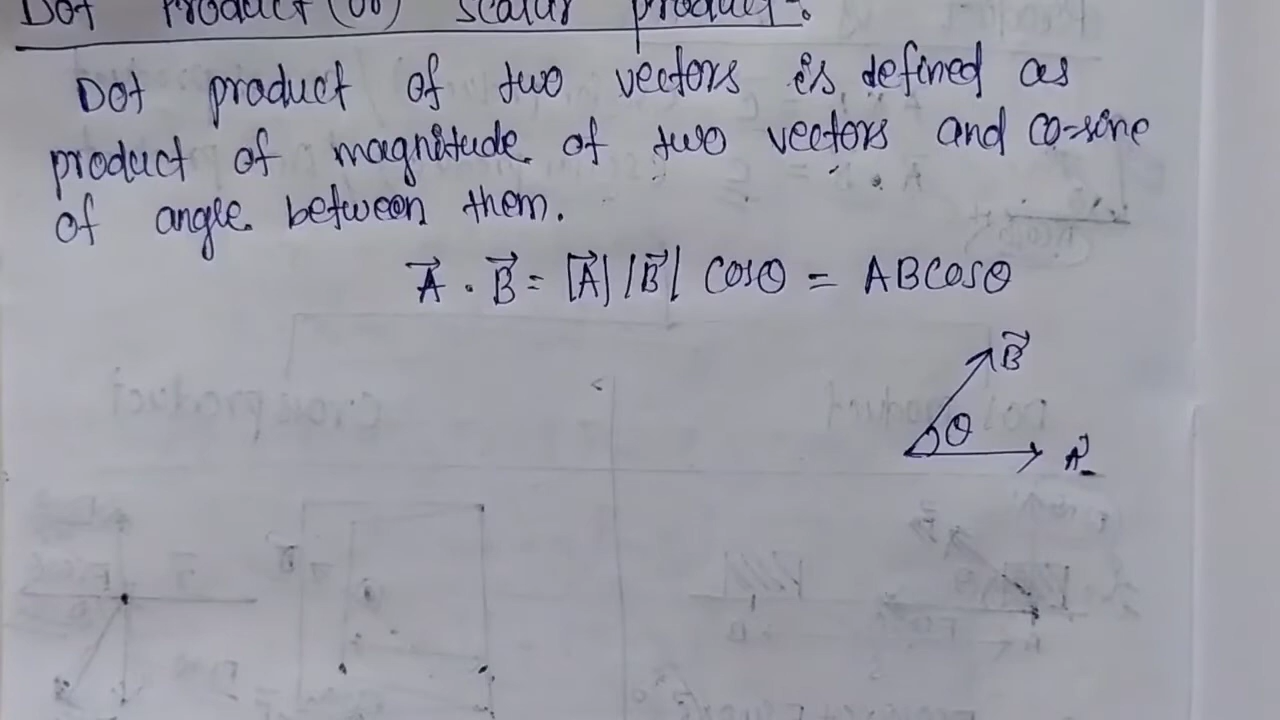 Dot Product (or) scalar product:
Dot product of two vectors is defined as
product of magnitude of two vectors and co-sine
of angle between them.
A⃗ . B⃗ = |A⃗| |B⃗| cosθ = ABcosθ
B⃗
θ
A⃗